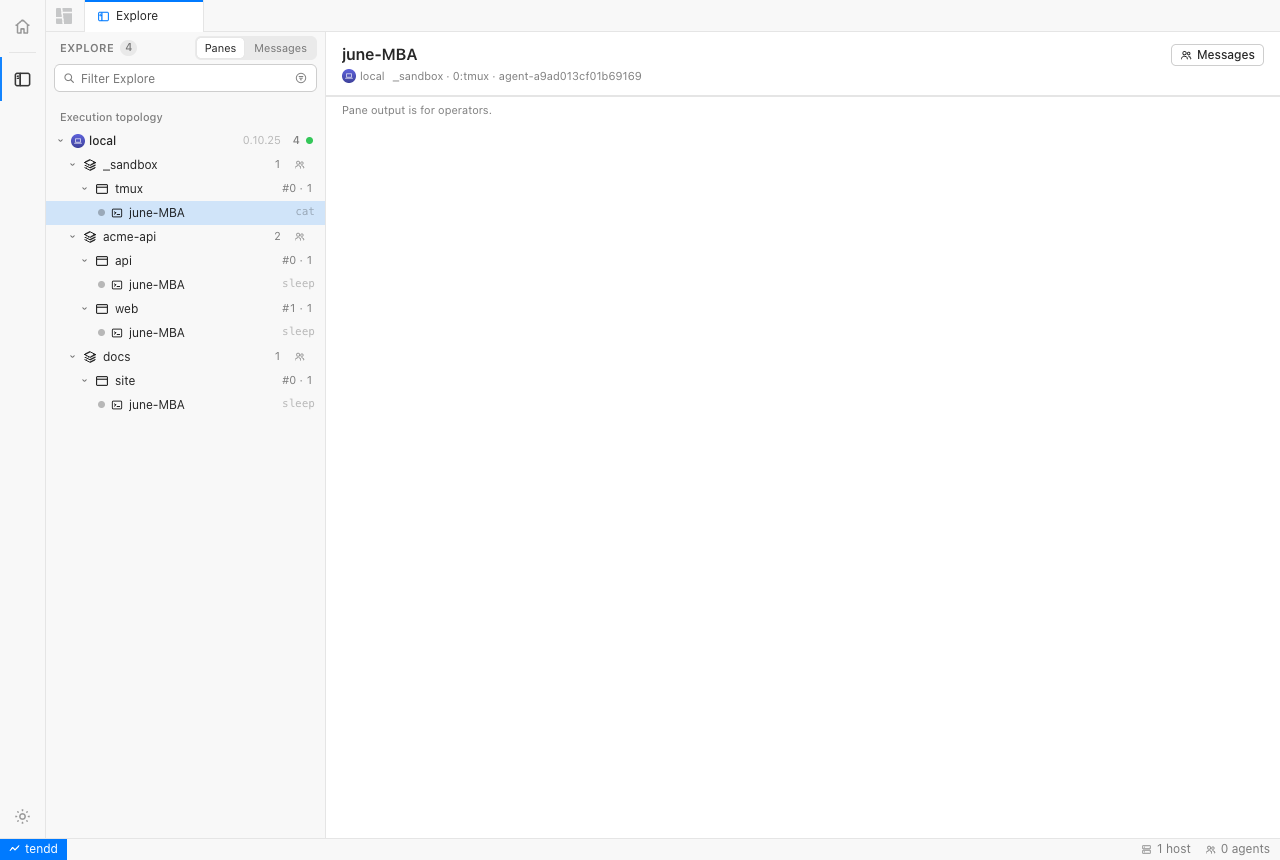 Explore
EXPLORE 4
Panes Messages
Filter Explore
Execution topology
local 0.10.25 4
_sandbox 1
tmux #0 · 1
june-MBA cat
acme-api 2
api #0 · 1
june-MBA sleep
web #1 · 1
june-MBA sleep
docs 1
site #0 · 1
june-MBA sleep
june-MBA
local _sandbox · 0:tmux · agent-a9ad013cf01b69169
Messages
Pane output is for operators.
tendd
1 host 0 agents